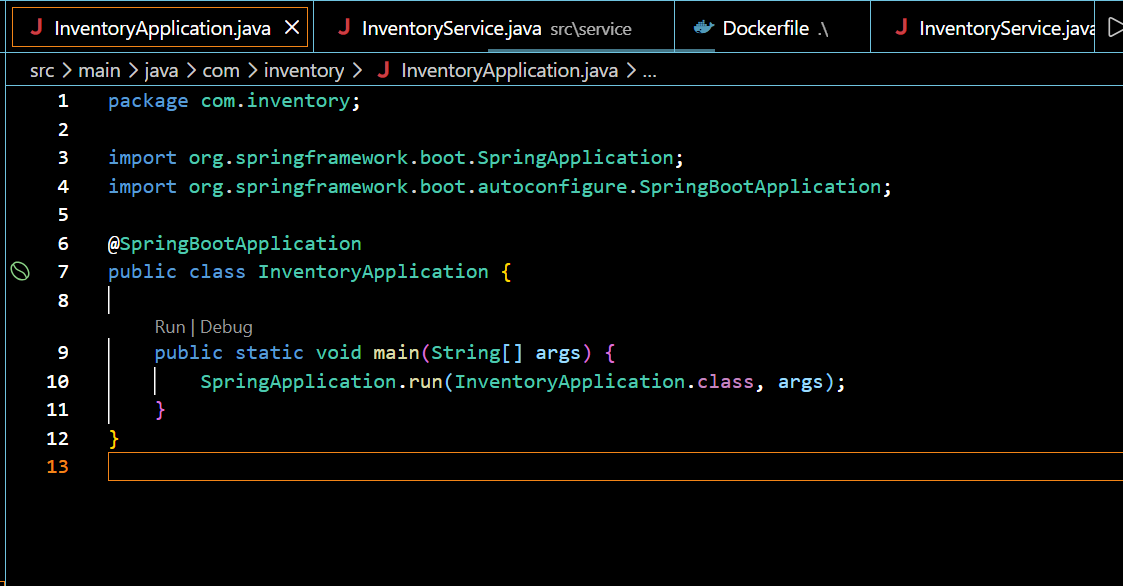 J InventoryApplication.java J InventoryService.java src\service Dockerfile .\ J InventoryService.java
src > main > java > com > inventory > J InventoryApplication.java > ...
1 package com.inventory;
2
3 import org.springframework.boot.SpringApplication;
4 import org.springframework.boot.autoconfigure.SpringBootApplication;
5
6 @SpringBootApplication
7 public class InventoryApplication {
8
Run | Debug
9 public static void main(String[] args) {
10 SpringApplication.run(InventoryApplication.class, args);
11 }
12 }
13